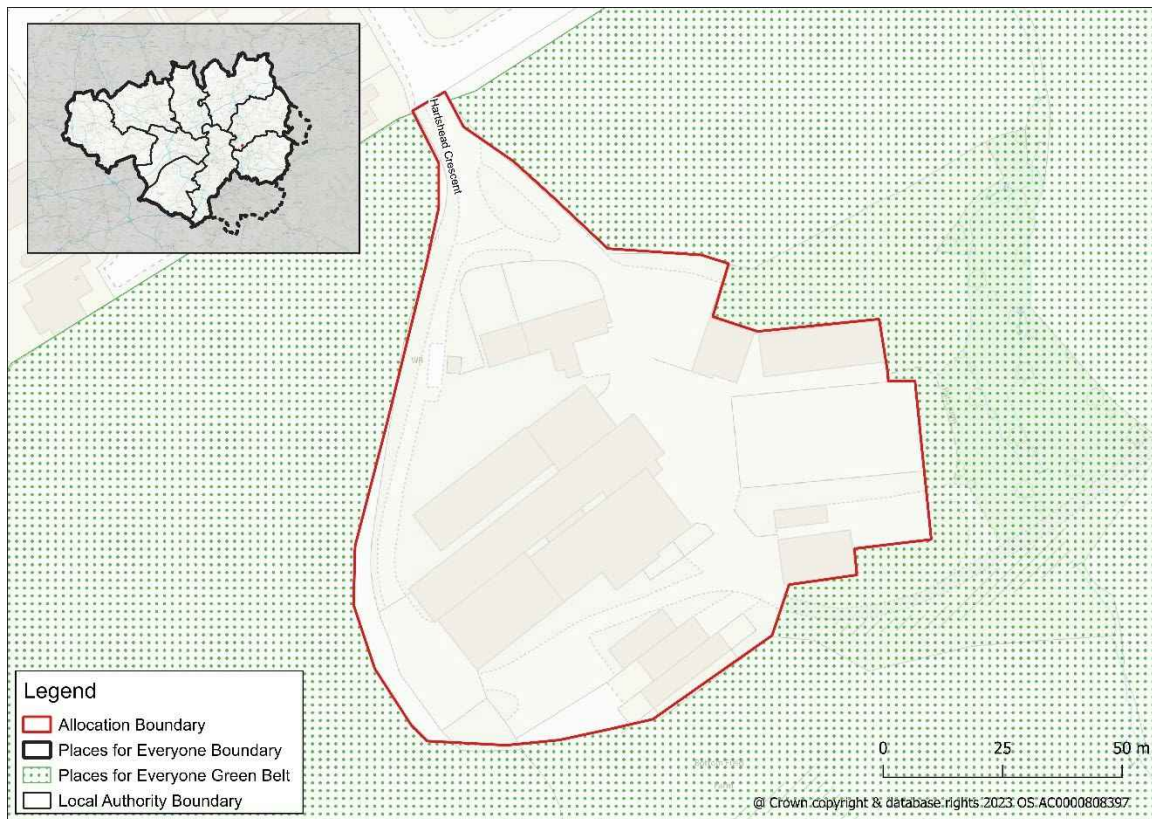 Hartshead Crescent
WB
Legend
Allocation Boundary
Places for Everyone Boundary
Places for Everyone Green Belt
Local Authority Boundary
0 25 50 m
@ Crown copyright & database rights 2023 OS AC0000808397